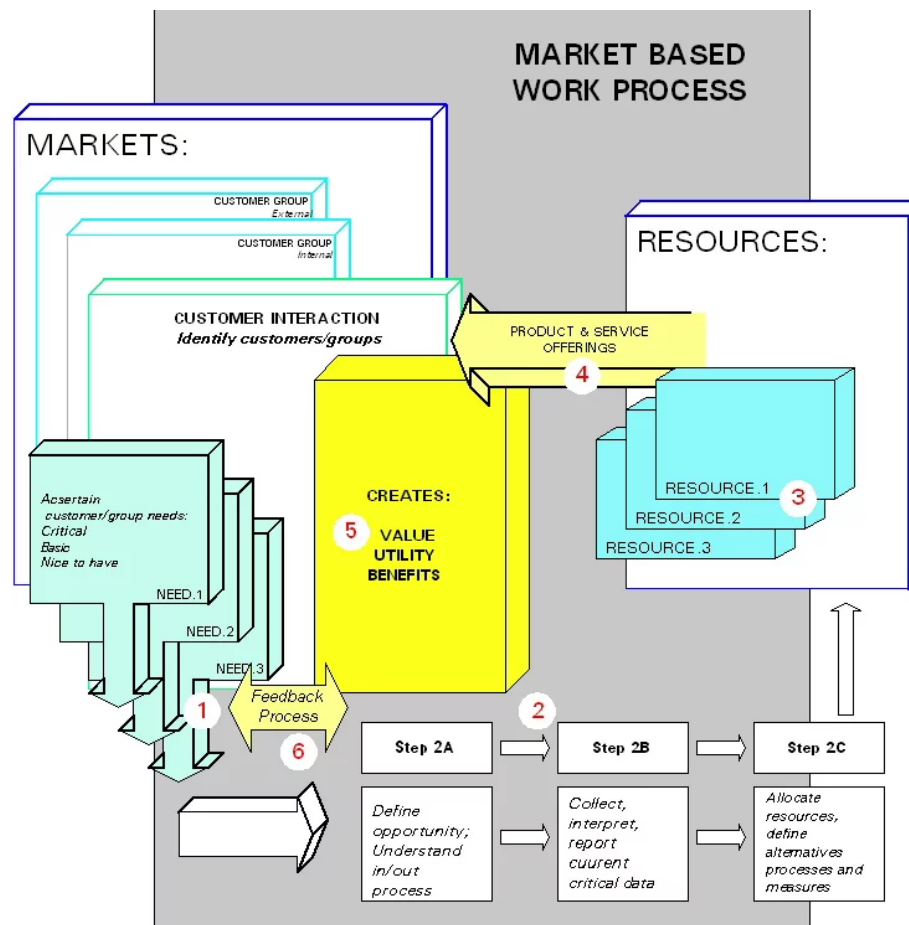 MARKET BASED
WORK PROCESS
MARKETS:
CUSTOMER GROUP
External
CUSTOMER GROUP
Internal
CUSTOMER INTERACTION
Identify customers/groups
RESOURCES:
PRODUCT & SERVICE
OFFERINGS
4
RESOURCE.1
3
RESOURCE.2
RESOURCE.3
Acsertain
customer/group needs:
Critical
Basic
Nice to have
NEED.1
NEED.2
NEED.3
CREATES:
5
VALUE
UTILITY
BENEFITS
1
Feedback
Process
6
2
Step 2A
Step 2B
Step 2C
Define
opportunity;
Understand
in/out
process
Collect,
interpret,
report
cuurent
critical data
Allocate
resources,
define
alternatives
processes and
measures